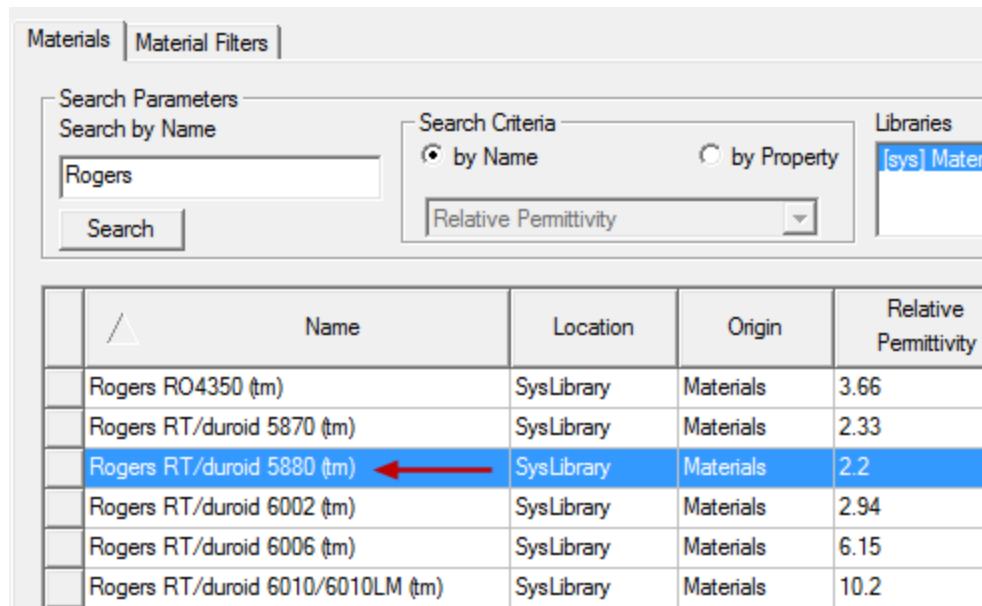 Materials Material Filters
Search Parameters
Search by Name
Rogers
Search
Search Criteria
by Name by Property
Relative Permittivity
Libraries
[sys] Mater
Name Location Origin Relative Permittivity
Rogers RO4350 (tm) SysLibrary Materials 3.66
Rogers RT/duroid 5870 (tm) SysLibrary Materials 2.33
Rogers RT/duroid 5880 (tm) SysLibrary Materials 2.2
Rogers RT/duroid 6002 (tm) SysLibrary Materials 2.94
Rogers RT/duroid 6006 (tm) SysLibrary Materials 6.15
Rogers RT/duroid 6010/6010LM (tm) SysLibrary Materials 10.2